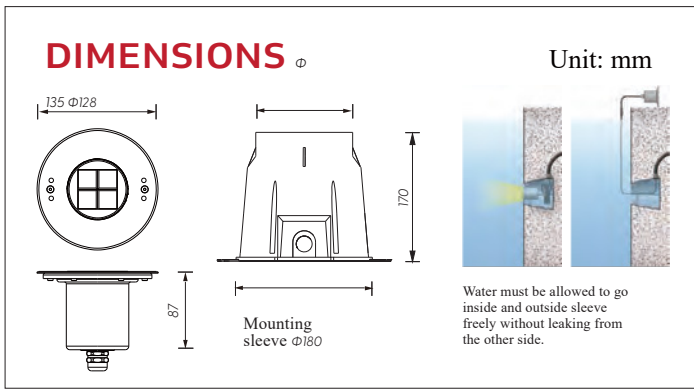 DIMENSIONS Φ
Unit: mm
135 Φ128
170
87
Mounting
sleeve Φ180
Water must be allowed to go
inside and outside sleeve
freely without leaking from
the other side.